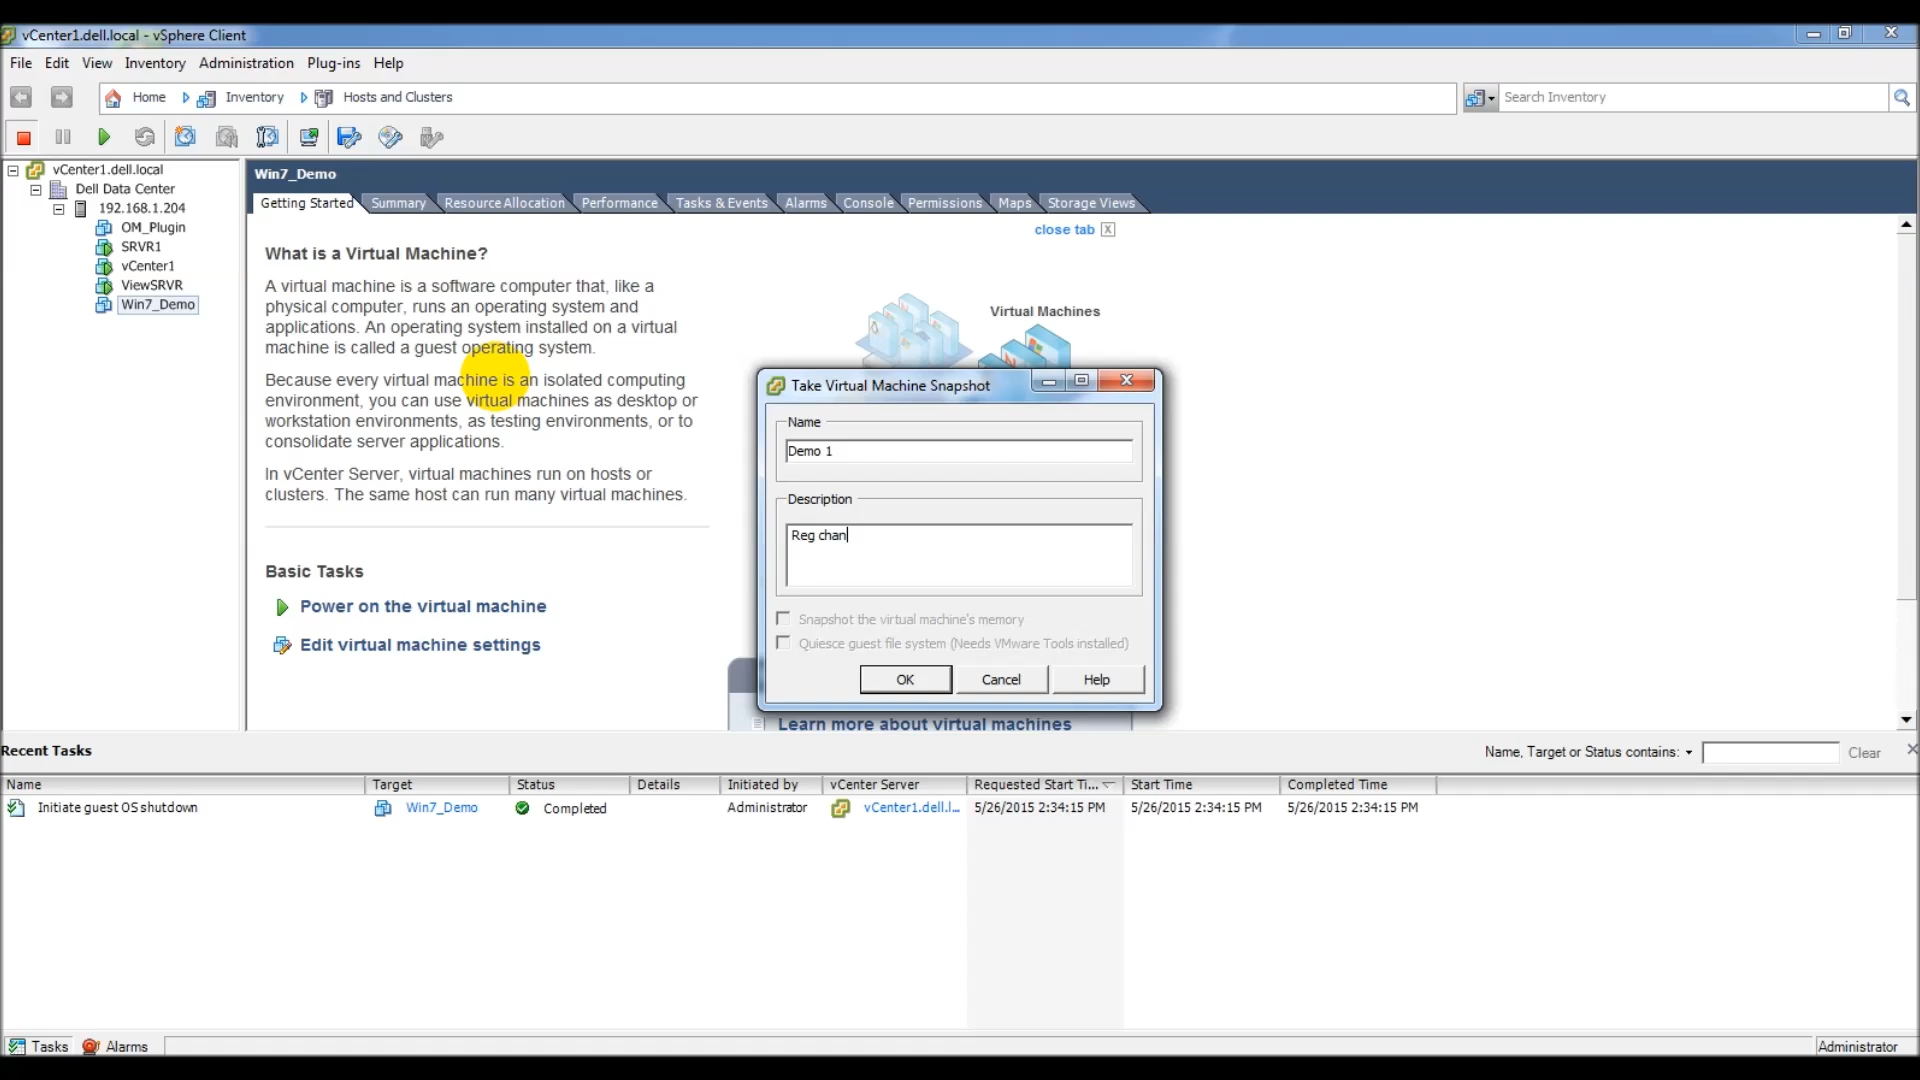 vCenter1.dell.local - vSphere Client
File Edit View Inventory Administration Plug-ins Help
Home Inventory Hosts and Clusters Search Inventory
vCenter1.dell.local
Dell Data Center
192.168.1.204
OM_Plugin
SRVR1
vCenter1
ViewSRVR
Win7_Demo
Win7_Demo
Getting Started Summary Resource Allocation Performance Tasks & Events Alarms Console Permissions Maps Storage Views
close tab X
What is a Virtual Machine?
A virtual machine is a software computer that, like a
physical computer, runs an operating system and
applications. An operating system installed on a virtual
machine is called a guest operating system.
Because every virtual machine is an isolated computing
environment, you can use virtual machines as desktop or
workstation environments, as testing environments, or to
consolidate server applications.
In vCenter Server, virtual machines run on hosts or
clusters. The same host can run many virtual machines.
Basic Tasks
Power on the virtual machine
Edit virtual machine settings
Virtual Machines
Take Virtual Machine Snapshot
Name
Demo 1
Description
Reg chan
Snapshot the virtual machine's memory
Quiesce guest file system (Needs VMware Tools installed)
OK Cancel Help
Learn more about virtual machines
Recent Tasks Name, Target or Status contains: Clear
Name Target Status Details Initiated by vCenter Server Requested Start Ti... Start Time Completed Time
Initiate guest OS shutdown Win7_Demo Completed Administrator vCenter1.dell.l... 5/26/2015 2:34:15 PM 5/26/2015 2:34:15 PM 5/26/2015 2:34:15 PM
Tasks Alarms Administrator